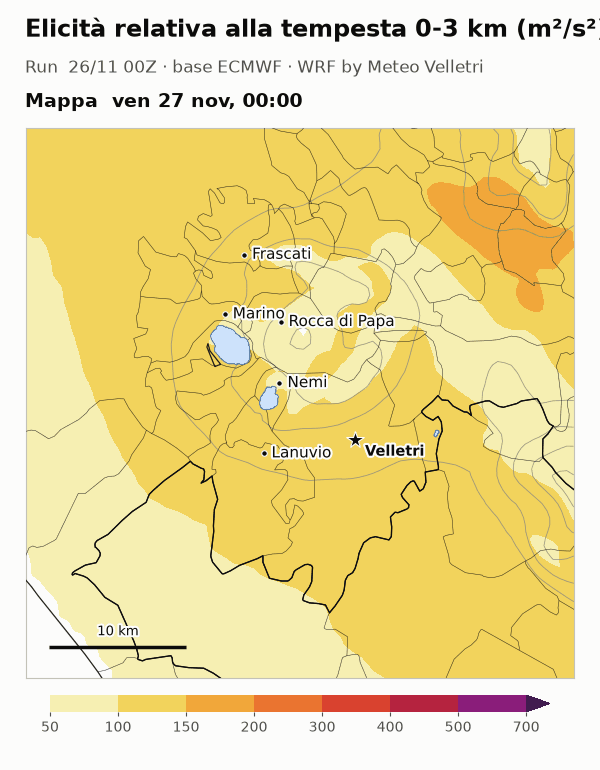 Elicità relativa alla tempesta 0-3 km (m²/s²)
Run  26/11 00Z · base ECMWF · WRF by Meteo Velletri
Mappa  ven 27 nov, 00:00
Frascati
Marino
Rocca di Papa
Nemi
Velletri
Lanuvio
10 km
50 100 150 200 300 400 500 700